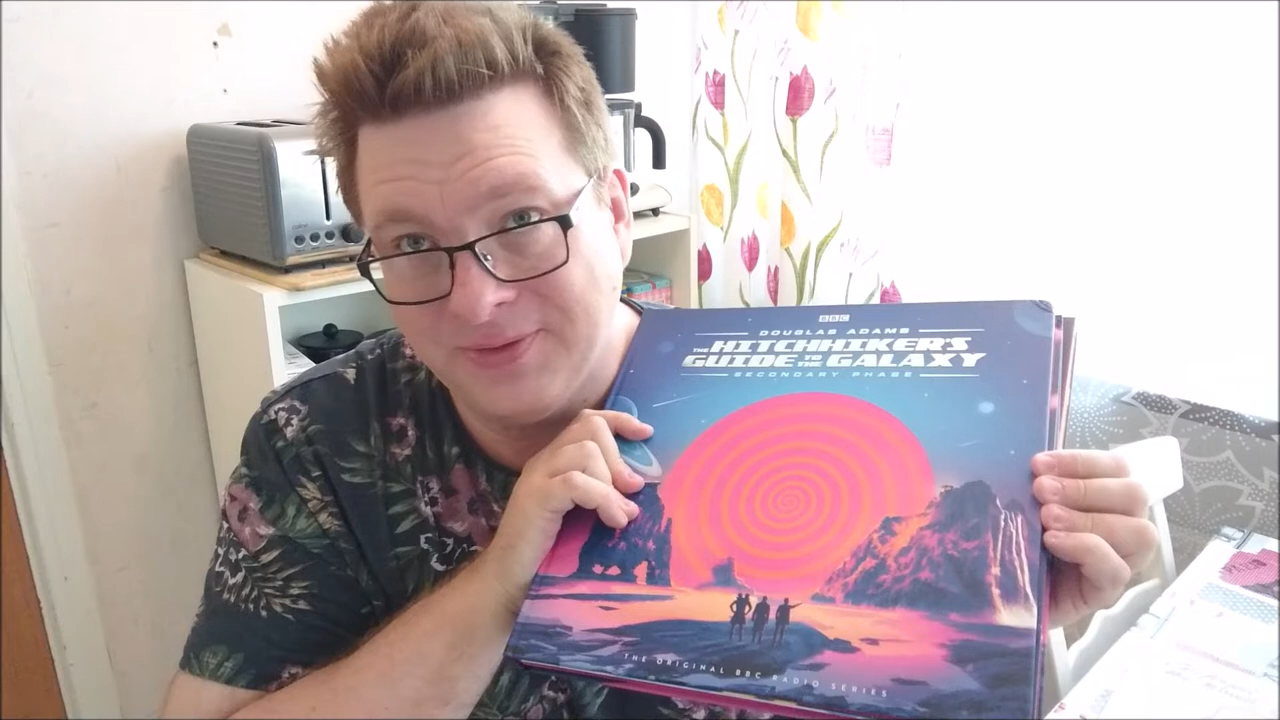 BBC
DOUGLAS ADAMS
THE HITCHHIKER'S
GUIDE TO THE GALAXY
SECONDARY PHASE
THE ORIGINAL BBC RADIO SERIES